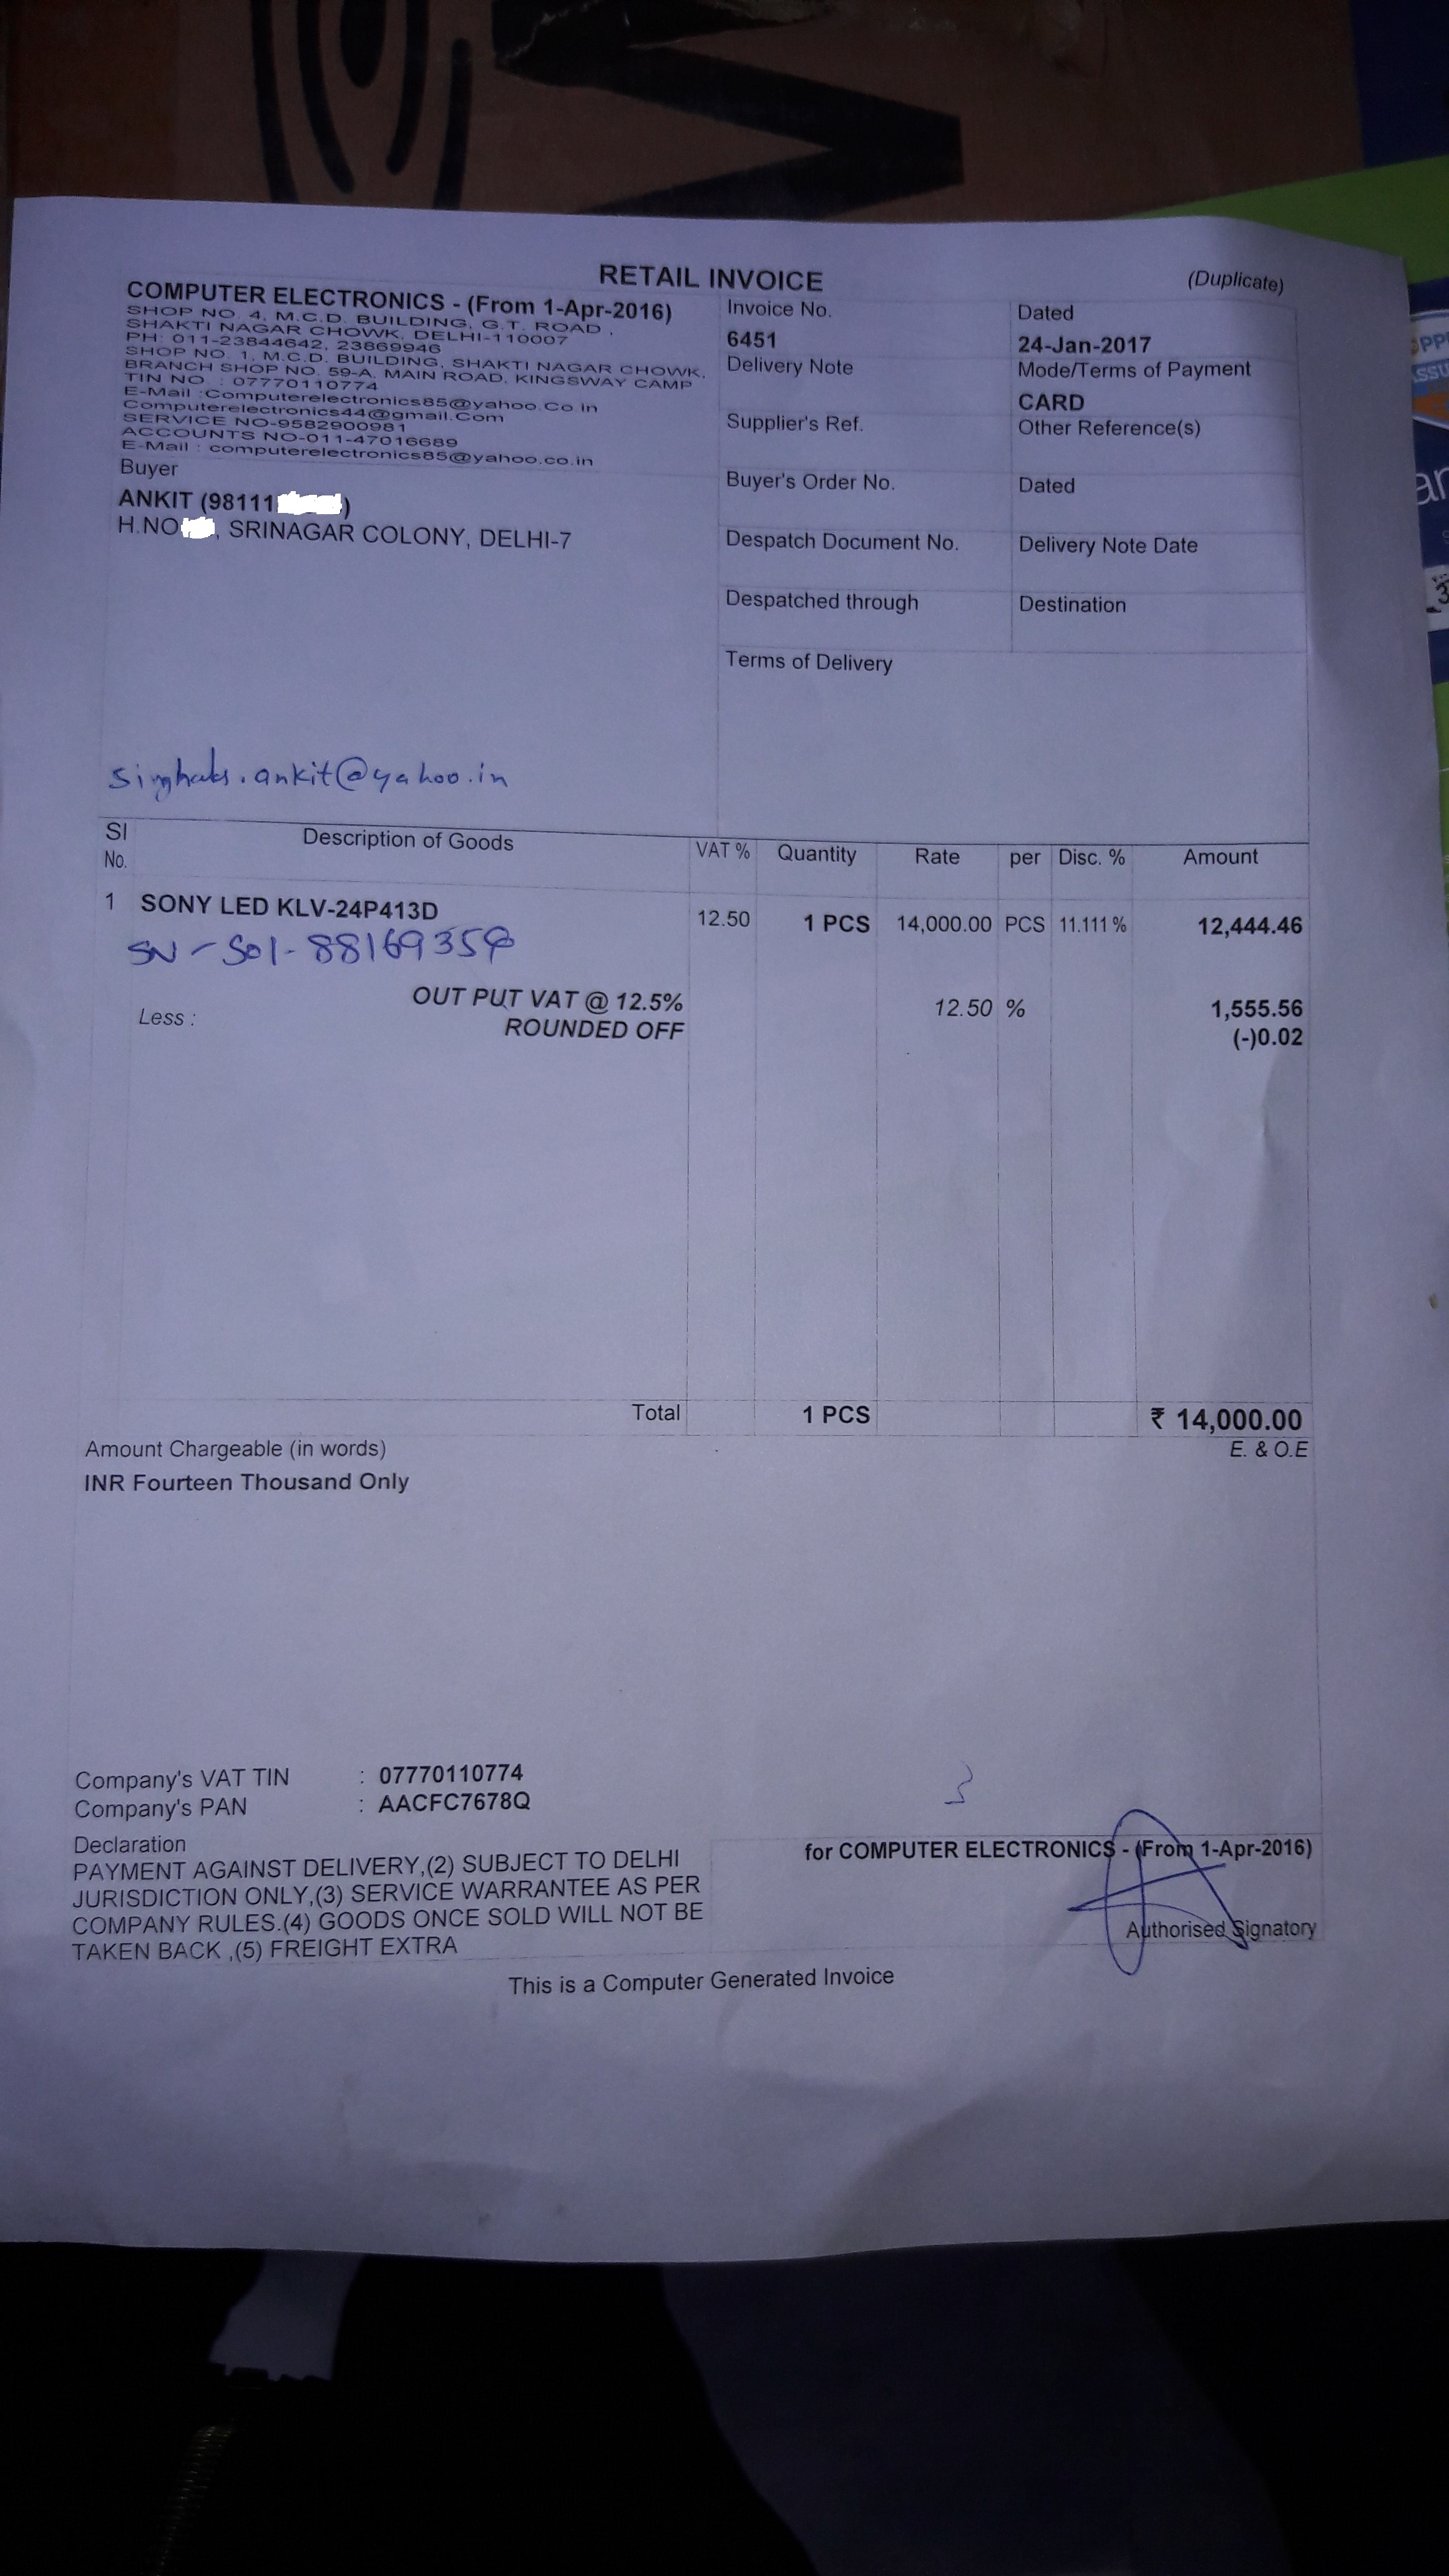 RETAIL INVOICE
(Duplicate)
COMPUTER ELECTRONICS - (From 1-Apr-2016)
SHOP NO. 4, M.C.D. BUILDING, G.T. ROAD ,
SHAKTI NAGAR CHOWK, DELHI-110007
PH: 011-23844642, 23869946
SHOP NO. 1, M.C.D. BUILDING, SHAKTI NAGAR CHOWK.
BRANCH SHOP NO. 59-A, MAIN ROAD, KINGSWAY CAMP
TIN NO. : 07770110774
E-Mail :Computerelectronics85@yahoo.Co.in
Computerelectronics44@gmail.Com
SERVICE NO-9582900981
ACCOUNTS NO-011-47016689
E-Mail : computerelectronics85@yahoo.co.in
Invoice No.
6451
Dated
24-Jan-2017
Delivery Note
Mode/Terms of Payment
CARD
Supplier's Ref.
Other Reference(s)
Buyer
ANKIT (98111 )
H.NO , SRINAGAR COLONY, DELHI-7
Buyer's Order No.
Dated
Despatch Document No.
Delivery Note Date
Despatched through
Destination
Terms of Delivery
ankit@yahoo.in
Sl No. Description of Goods VAT % Quantity Rate per Disc. % Amount
1 SONY LED KLV-24P413D 12.50 1 PCS 14,000.00 PCS 11.111 % 12,444.46
SN - S01-
OUT PUT VAT @ 12.5% 12.50 % 1,555.56
Less : ROUNDED OFF (-)0.02
Total 1 PCS ₹ 14,000.00
Amount Chargeable (in words) E. & O.E
INR Fourteen Thousand Only
Company's VAT TIN : 07770110774
Company's PAN : AACFC7678Q
Declaration
PAYMENT AGAINST DELIVERY,(2) SUBJECT TO DELHI
JURISDICTION ONLY,(3) SERVICE WARRANTEE AS PER
COMPANY RULES.(4) GOODS ONCE SOLD WILL NOT BE
TAKEN BACK ,(5) FREIGHT EXTRA
for COMPUTER ELECTRONICS - (From 1-Apr-2016)
Authorised Signatory
This is a Computer Generated Invoice